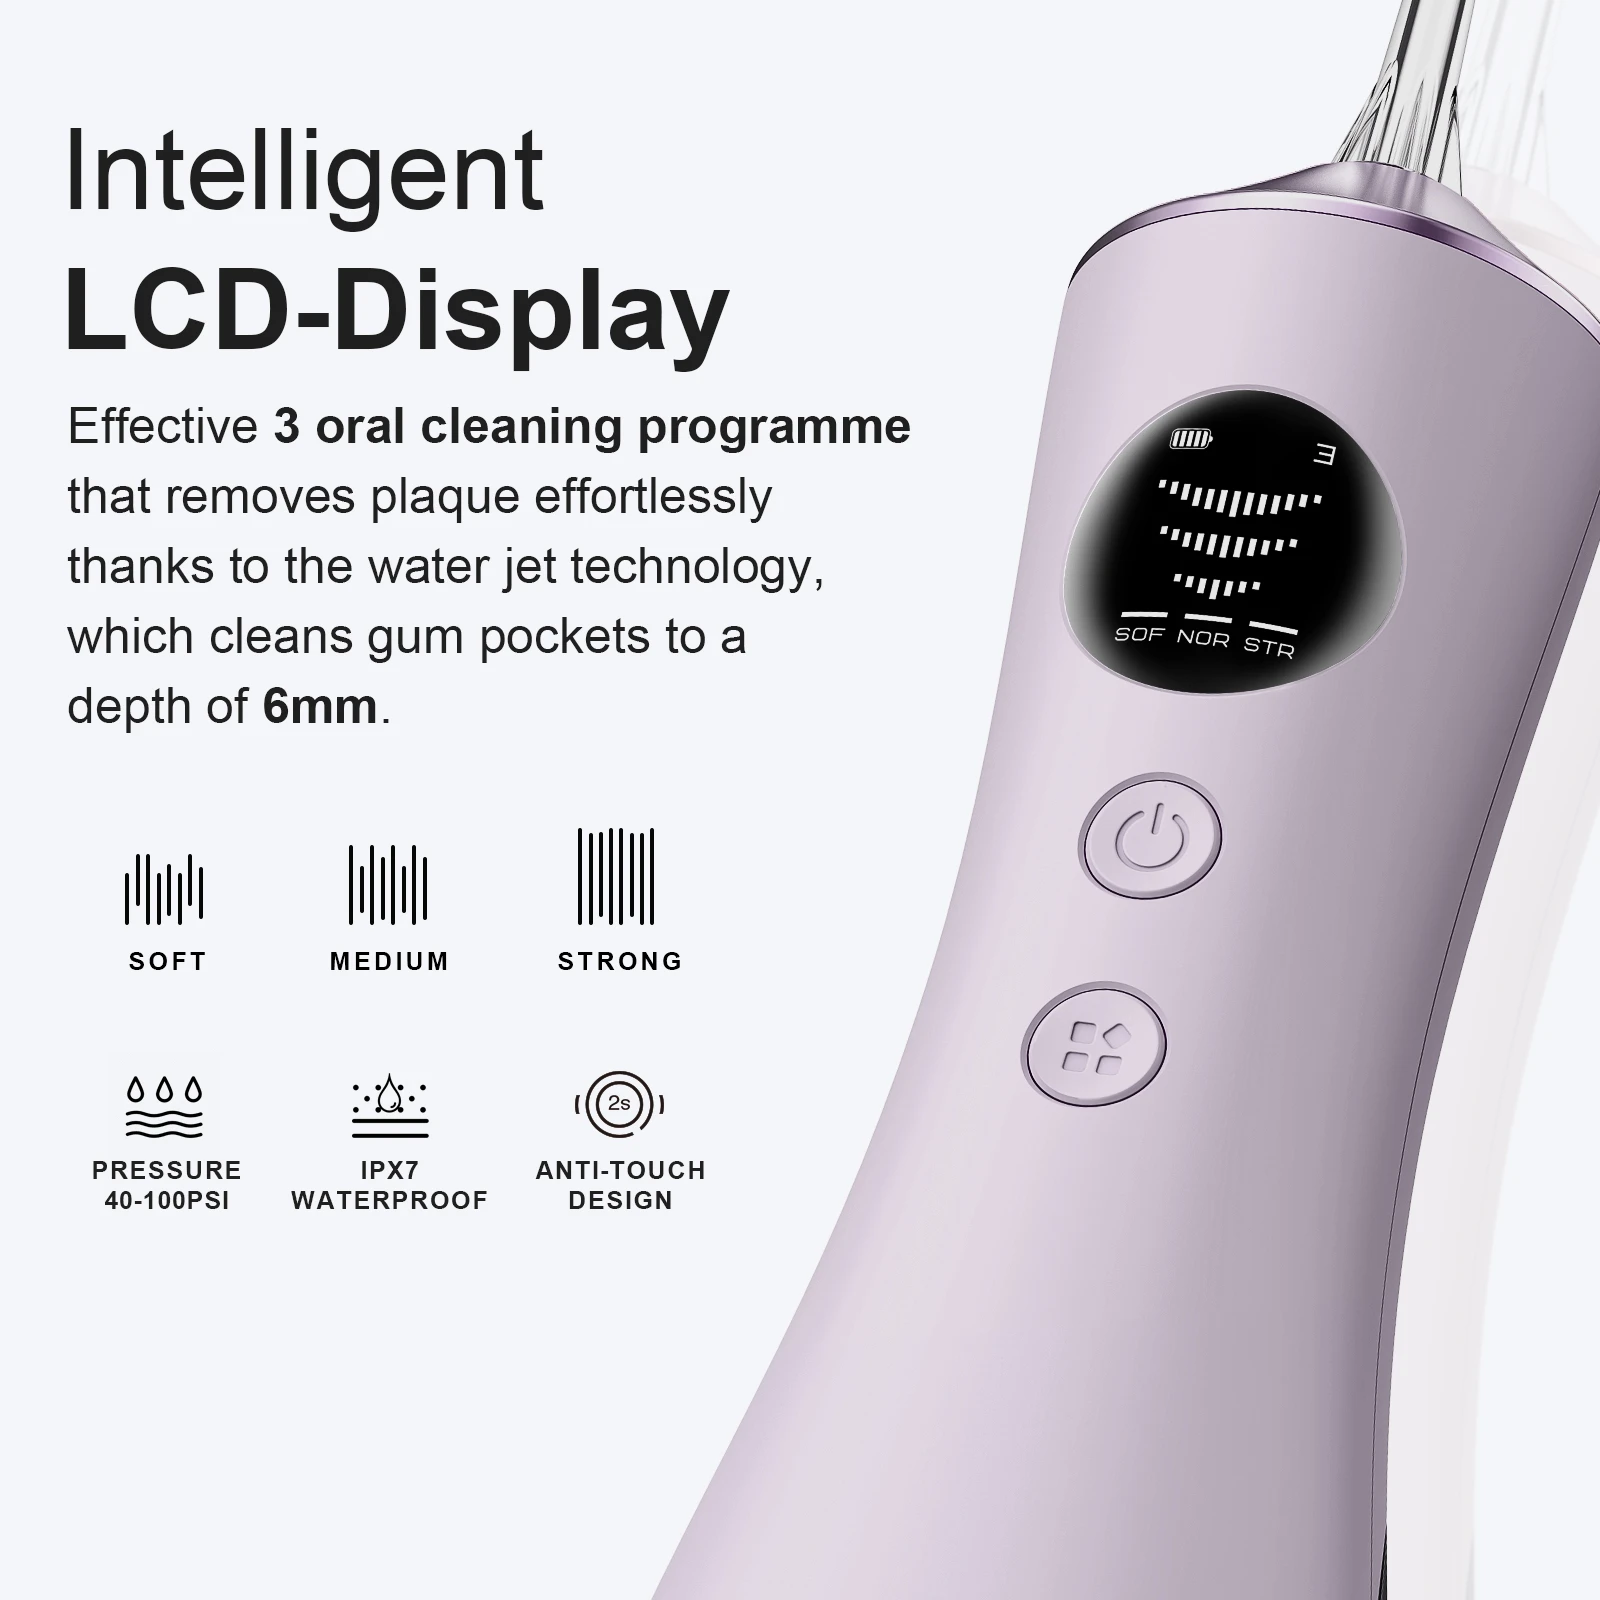 Intelligent
LCD-Display
Effective 3 oral cleaning programme
that removes plaque effortlessly
thanks to the water jet technology,
which cleans gum pockets to a
depth of 6mm.
SOFT
MEDIUM
STRONG
2s
PRESSURE
40-100PSI
IPX7
WATERPROOF
ANTI-TOUCH
DESIGN
3
SOF NOR STR